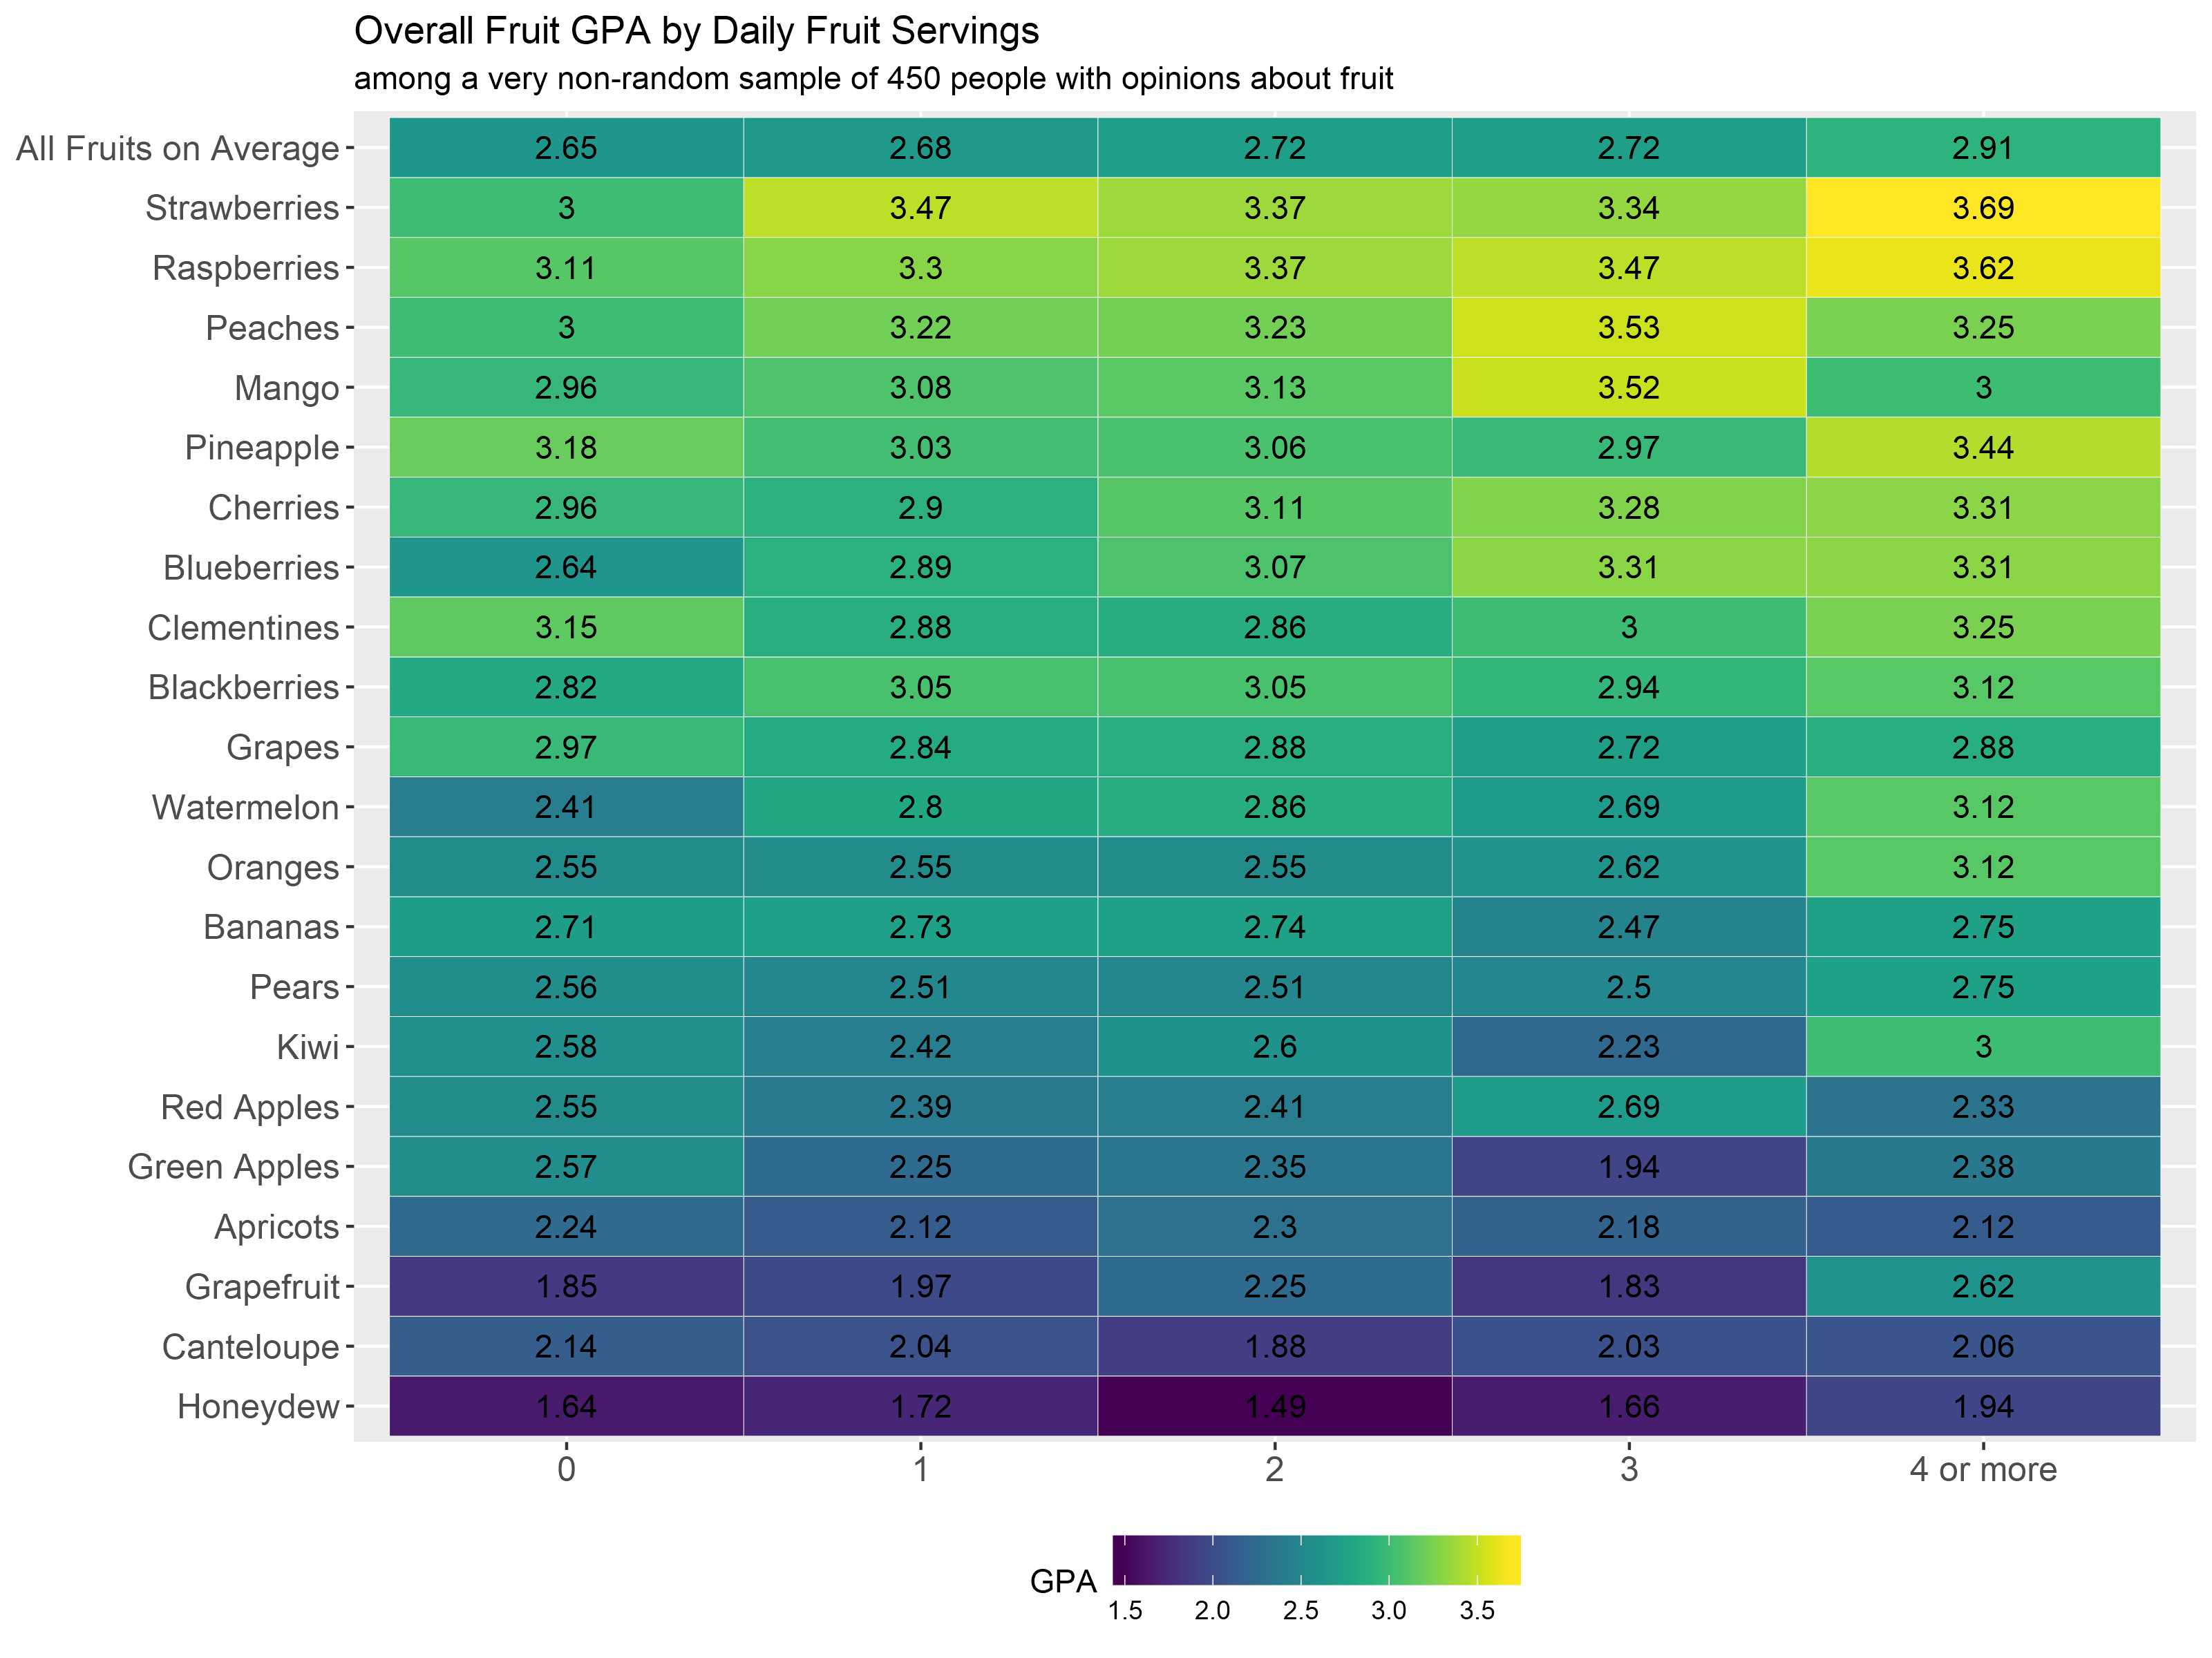 Overall Fruit GPA by Daily Fruit Servings
among a very non-random sample of 450 people with opinions about fruit
All Fruits on Average 2.65 2.68 2.72 2.72 2.91
Strawberries 3 3.47 3.37 3.34 3.69
Raspberries 3.11 3.3 3.37 3.47 3.62
Peaches 3 3.22 3.23 3.53 3.25
Mango 2.96 3.08 3.13 3.52 3
Pineapple 3.18 3.03 3.06 2.97 3.44
Cherries 2.96 2.9 3.11 3.28 3.31
Blueberries 2.64 2.89 3.07 3.31 3.31
Clementines 3.15 2.88 2.86 3 3.25
Blackberries 2.82 3.05 3.05 2.94 3.12
Grapes 2.97 2.84 2.88 2.72 2.88
Watermelon 2.41 2.8 2.86 2.69 3.12
Oranges 2.55 2.55 2.55 2.62 3.12
Bananas 2.71 2.73 2.74 2.47 2.75
Pears 2.56 2.51 2.51 2.5 2.75
Kiwi 2.58 2.42 2.6 2.23 3
Red Apples 2.55 2.39 2.41 2.69 2.33
Green Apples 2.57 2.25 2.35 1.94 2.38
Apricots 2.24 2.12 2.3 2.18 2.12
Grapefruit 1.85 1.97 2.25 1.83 2.62
Canteloupe 2.14 2.04 1.88 2.03 2.06
Honeydew 1.64 1.72 1.49 1.66 1.94
0 1 2 3 4 or more
GPA
1.5 2.0 2.5 3.0 3.5